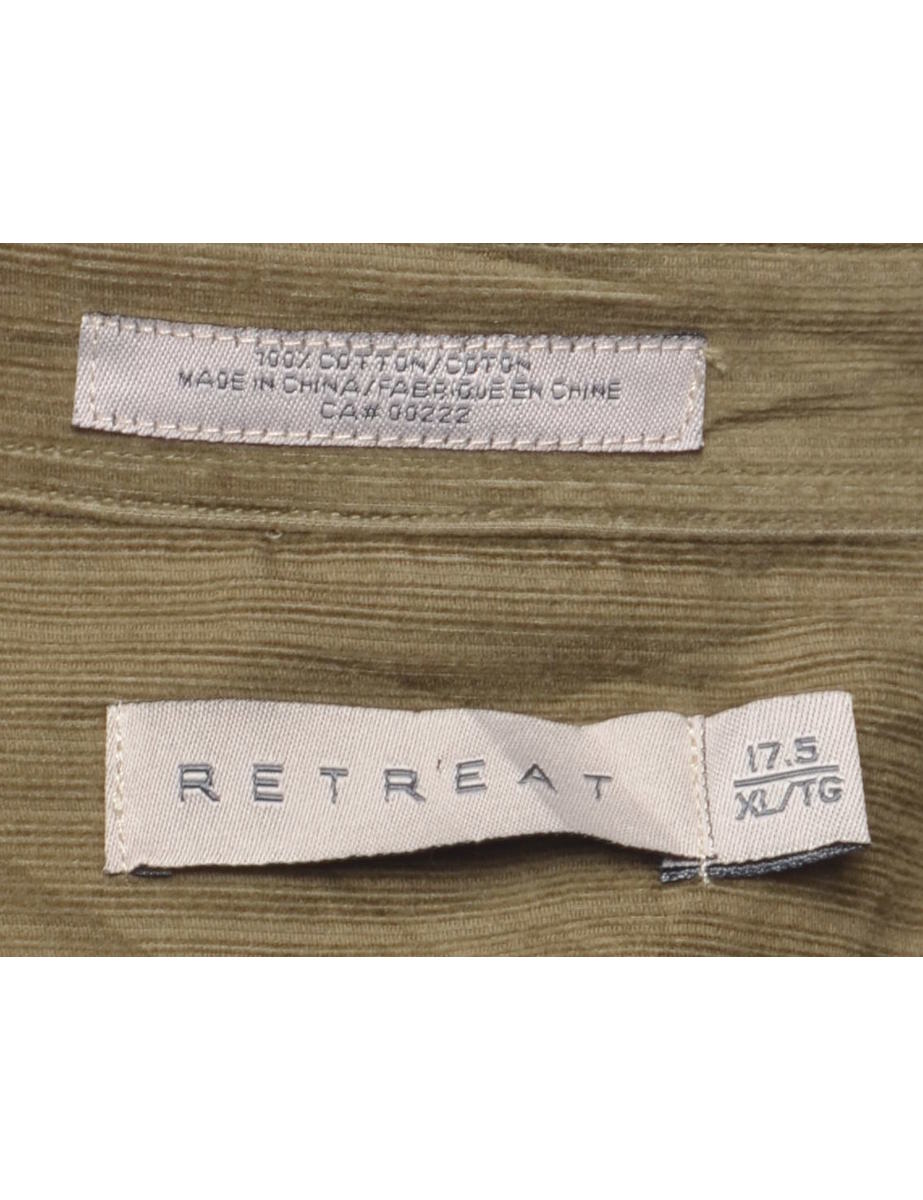 100% COTTON/COTON
MADE IN CHINA/FABRIQUE EN CHINE
CA# 00222
RETREAT
17.5
XL/TG